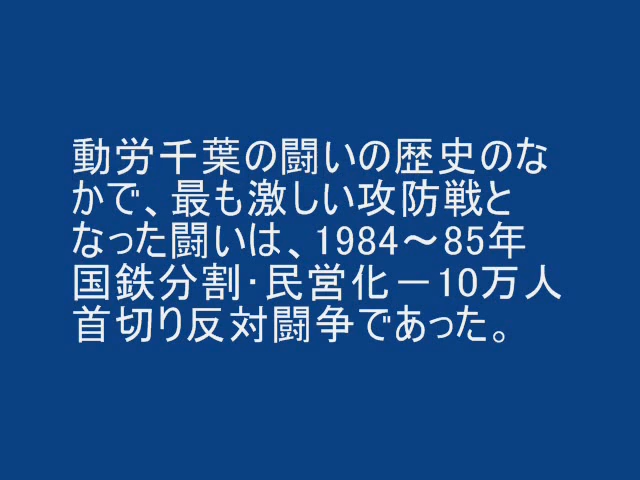 動労千葉の闘いの歴史のな
かで、最も激しい攻防戦と
なった闘いは、1984～85年
国鉄分割・民営化－10万人
首切り反対闘争であった。